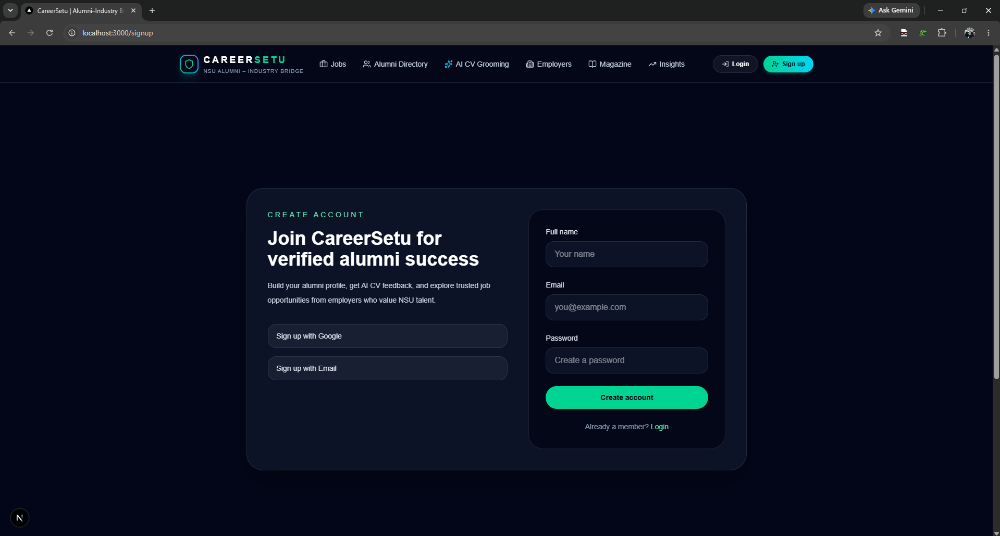 CareerSetu | Alumni–Industry B
Ask Gemini
localhost:3000/signup
CAREERSETU
NSU ALUMNI – INDUSTRY BRIDGE
Jobs
Alumni Directory
AI CV Grooming
Employers
Magazine
Insights
Login
Sign up
CREATE ACCOUNT
Join CareerSetu for
verified alumni success
Build your alumni profile, get AI CV feedback, and explore trusted job
opportunities from employers who value NSU talent.
Sign up with Google
Sign up with Email
Full name
Your name
Email
you@example.com
Password
Create a password
Create account
Already a member? Login
N